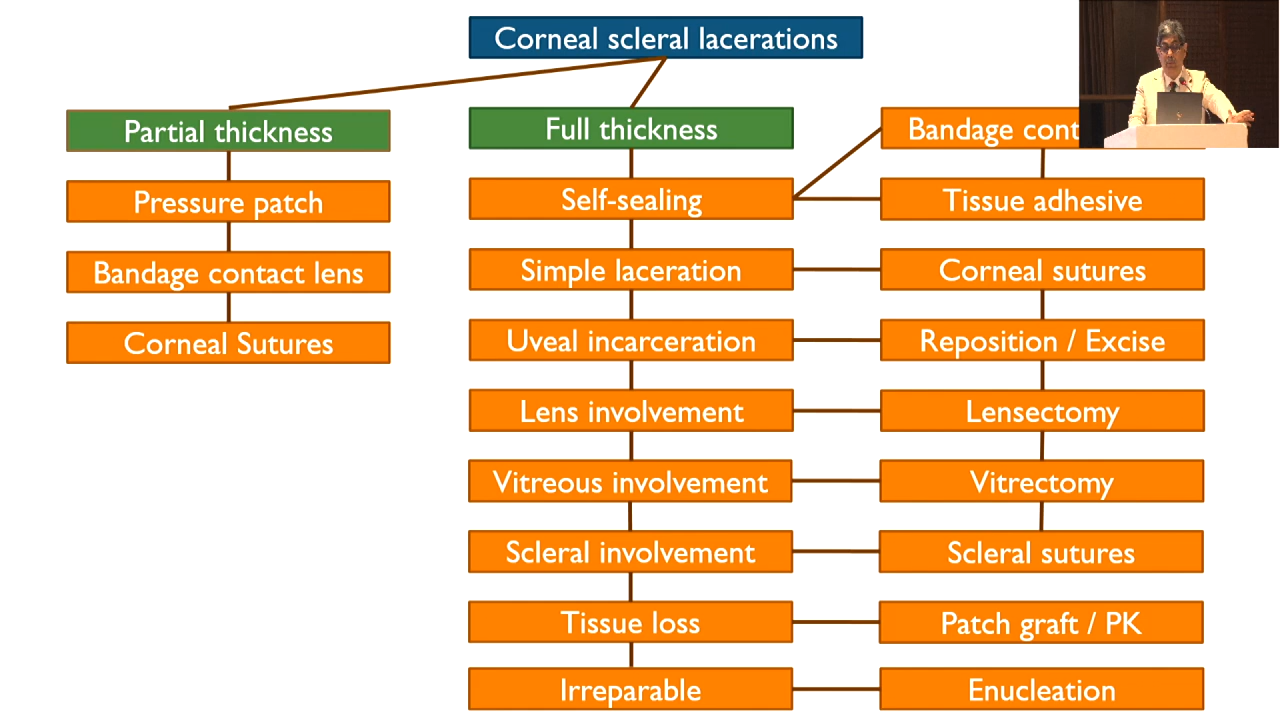 Corneal scleral lacerations
Partial thickness
Pressure patch
Bandage contact lens
Corneal Sutures
Full thickness
Self-sealing
Simple laceration
Uveal incarceration
Lens involvement
Vitreous involvement
Scleral involvement
Tissue loss
Irreparable
Bandage
Tissue adhesive
Corneal sutures
Reposition / Excise
Lensectomy
Vitrectomy
Scleral sutures
Patch graft / PK
Enucleation